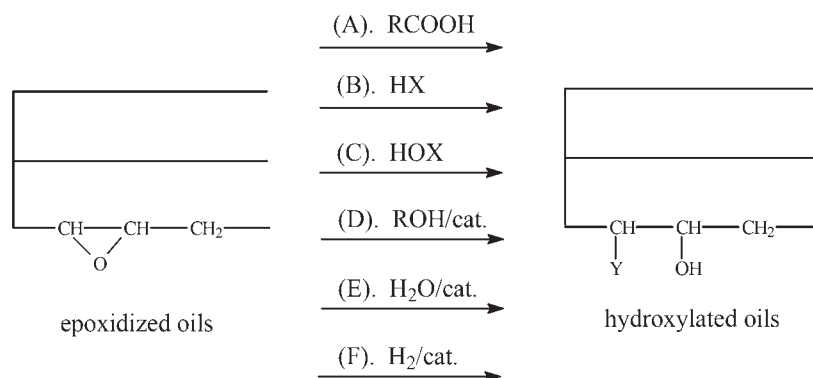 (A). RCOOH
(B). HX
(C). HOX
(D). ROH/cat.
(E). H₂O/cat.
(F). H₂/cat.
CH CH CH₂
O
epoxidized oils
CH CH CH₂
Y OH
hydroxylated oils